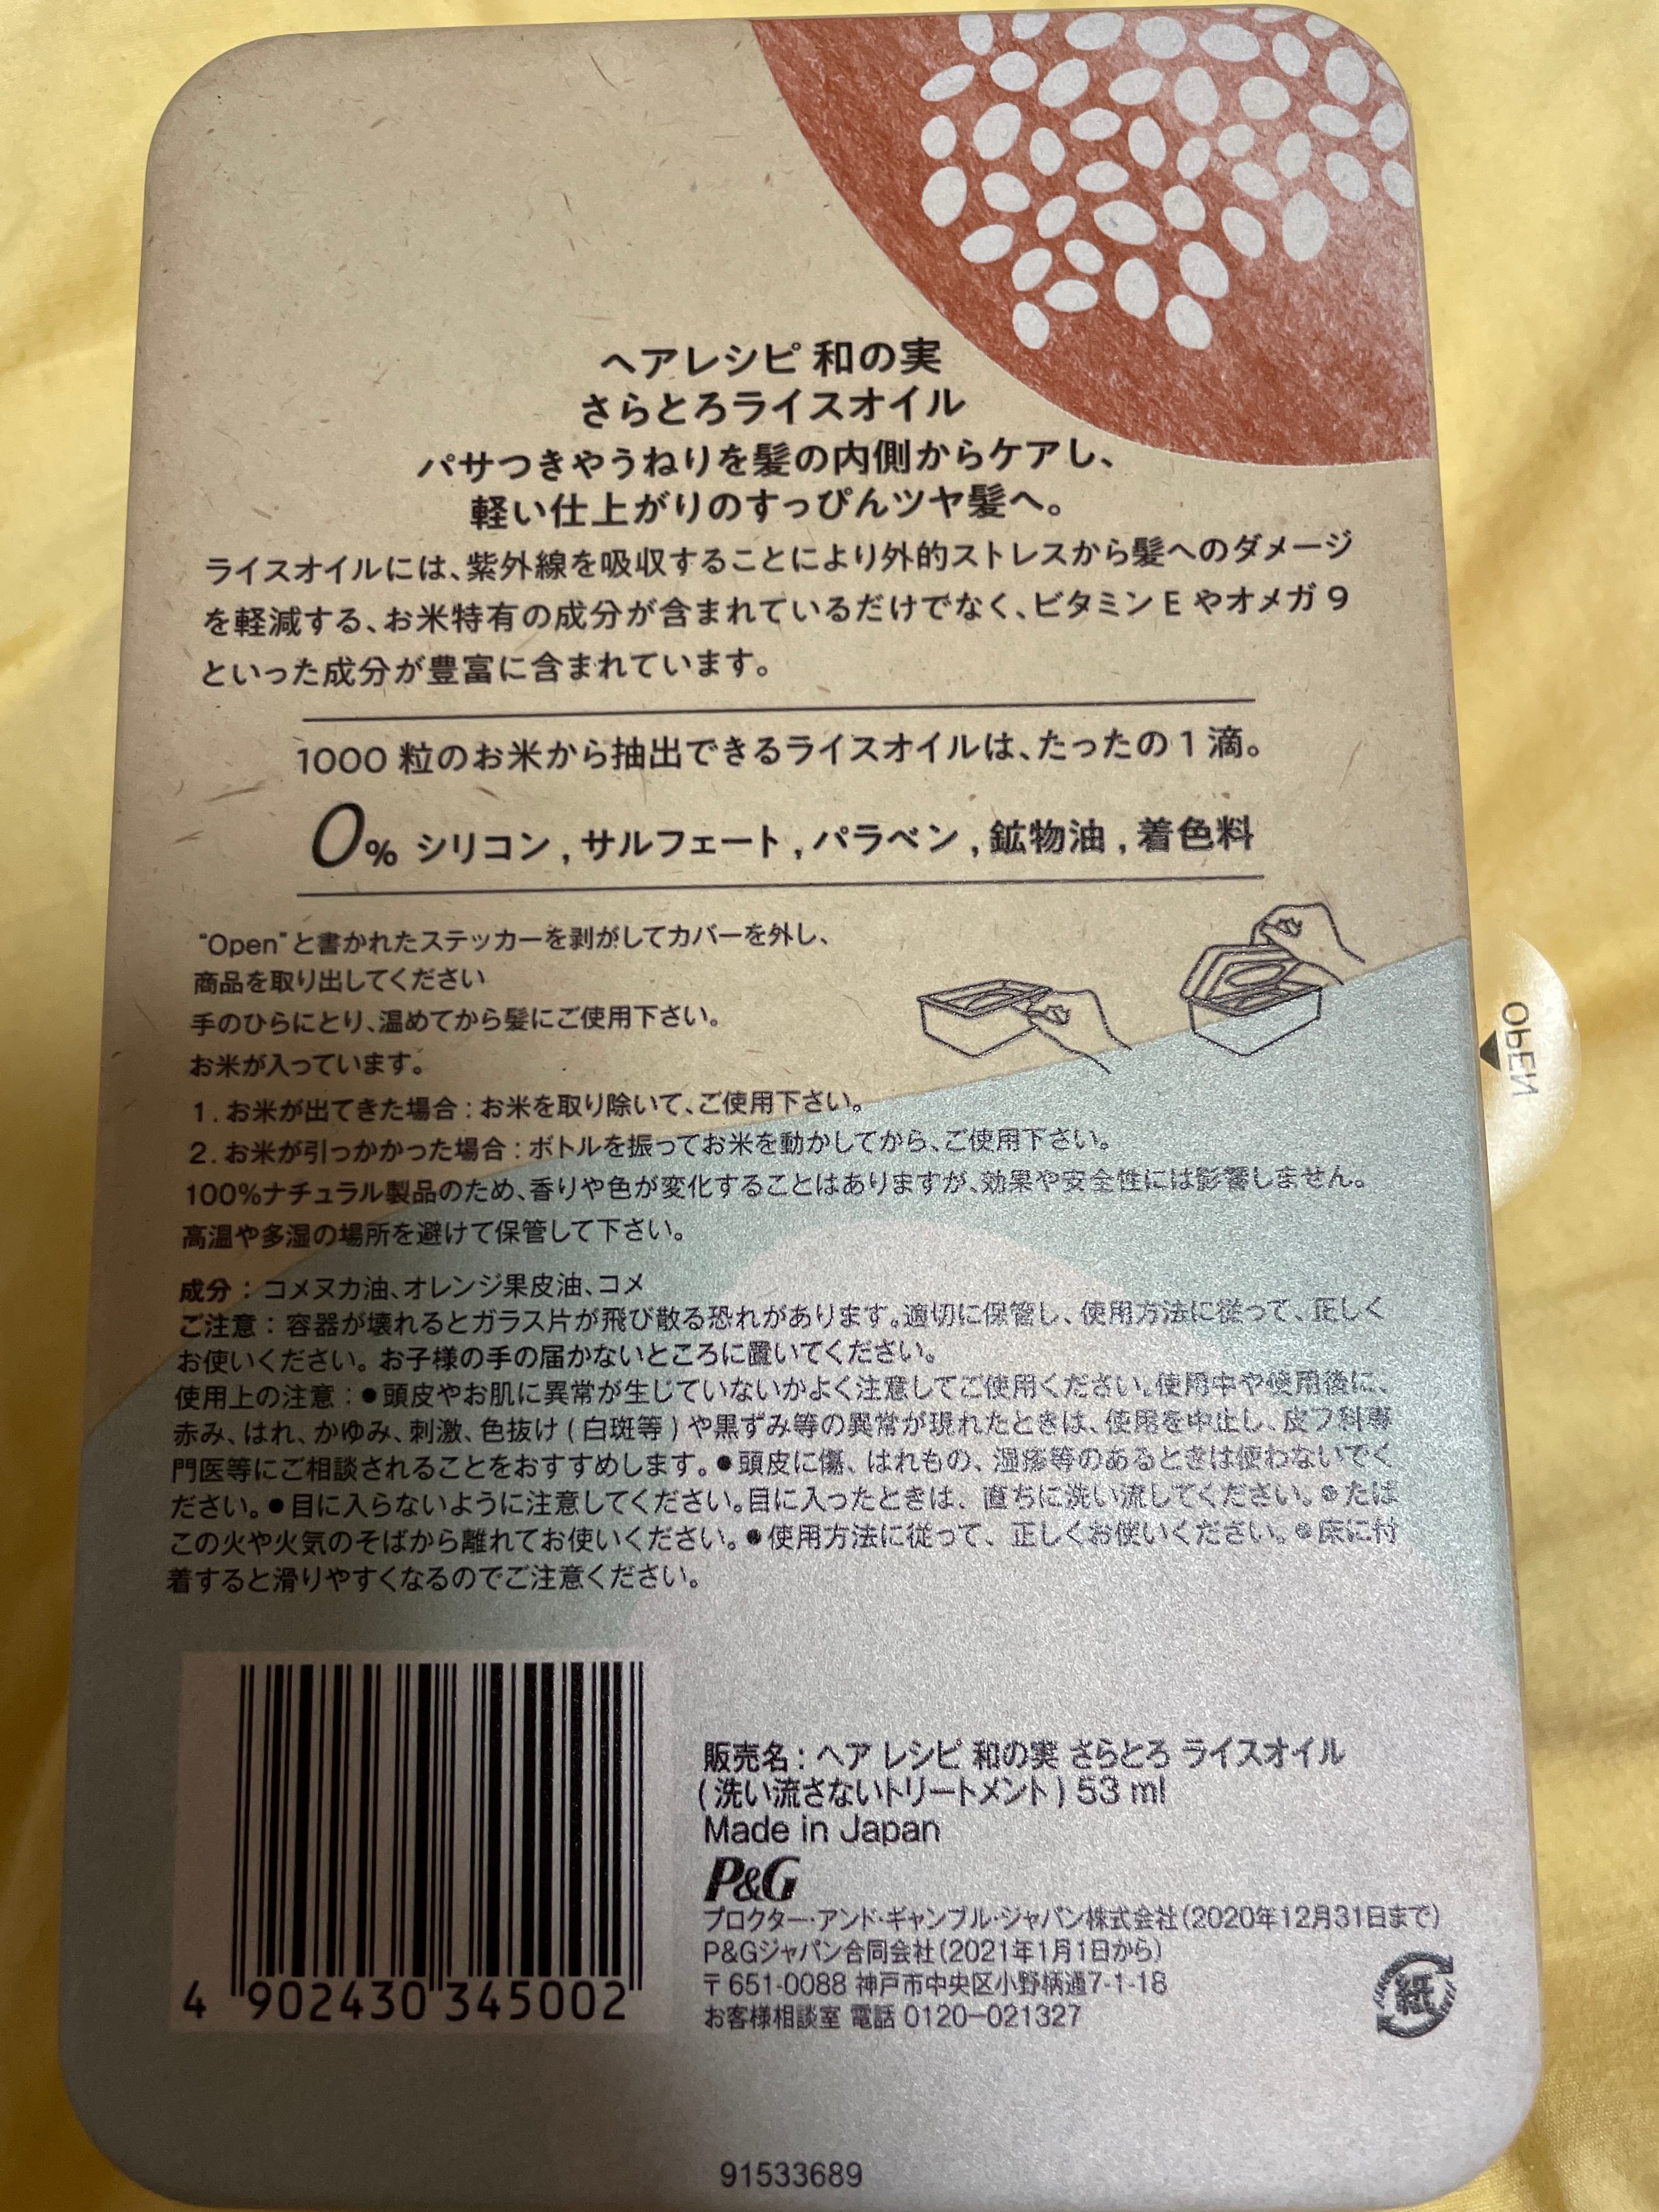 ヘアレシピ 和の実
さらとろライスオイル
パサつきやうねりを髪の内側からケアし、
軽い仕上がりのすっぴんツヤ髪へ。
ライスオイルには、紫外線を吸収することにより外的ストレスから髪へのダメージ
を軽減する、お米特有の成分が含まれているだけでなく、ビタミン E やオメガ 9
といった成分が豊富に含まれています。
1000 粒のお米から抽出できるライスオイルは、たったの 1 滴。
0% シリコン , サルフェート , パラベン , 鉱物油 , 着色料
“Open”と書かれたステッカーを剥がしてカバーを外し、
商品を取り出してください
手のひらにとり、温めてから髪にご使用下さい。
お米が入っています。
OPEN
1. お米が出てきた場合 : お米を取り除いて、ご使用下さい。
2. お米が引っかかった場合 : ボトルを振ってお米を動かしてから、ご使用下さい。
100%ナチュラル製品のため、香りや色が変化することはありますが、効果や安全性には影響しません。
高温や多湿の場所を避けて保管して下さい。
成分 : コメヌカ油、オレンジ果皮油、コメ
ご注意 : 容器が壊れるとガラス片が飛び散る恐れがあります。適切に保管し、使用方法に従って、正しく
お使いください。お子様の手の届かないところに置いてください。
使用上の注意 : ●頭皮やお肌に異常が生じていないかよく注意してご使用ください。使用中や使用後に、
赤み、はれ、かゆみ、刺激、色抜け ( 白斑等 ) や黒ずみ等の異常が現れたときは、使用を中止し、皮フ科専
門医等にご相談されることをおすすめします。●頭皮に傷、はれもの、湿疹等のあるときは使わないでく
ださい。●目に入らないように注意してください。目に入ったときは、直ちに洗い流してください。●たば
この火や火気のそばから離れてお使いください。●使用方法に従って、正しくお使いください。●床に付
着すると滑りやすくなるのでご注意ください。
販売名 : ヘア レシピ 和の実 さらとろ ライスオイル
( 洗い流さないトリートメント ) 53 ml
Made in Japan
P&G
プロクター・アンド・ギャンブル・ジャパン株式会社(2020年12月31日まで)
P&Gジャパン合同会社(2021年1月1日から)
〒651-0088 神戸市中央区小野柄通7-1-18
お客様相談室 電話 0120-021327
紙
4 902430 345002
91533689